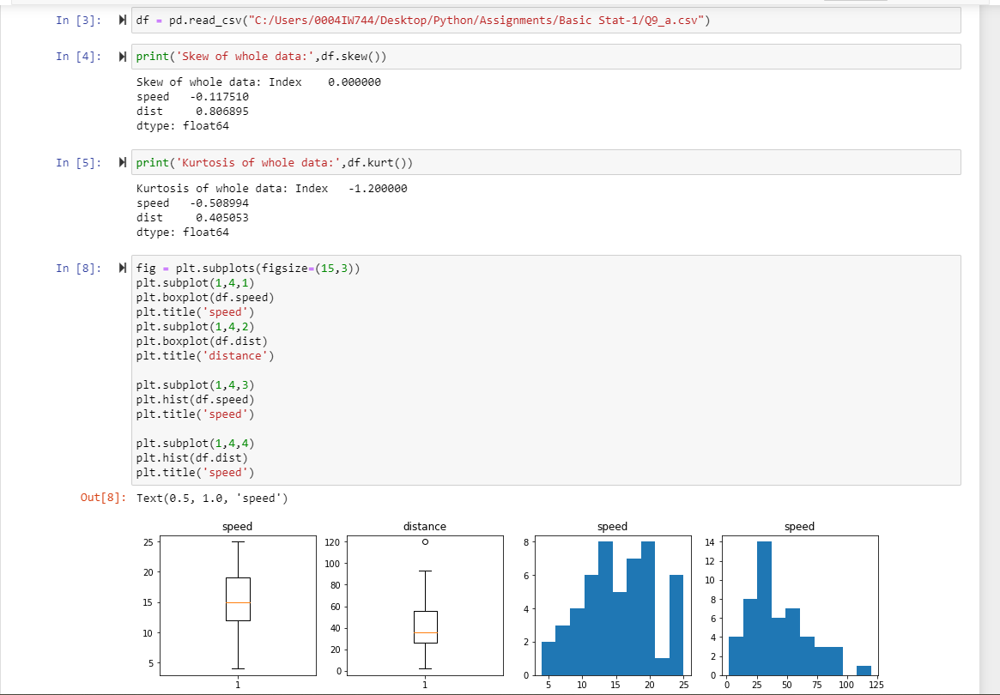 In [3]: df = pd.read_csv("C:/Users/0004IW744/Desktop/Python/Assignments/Basic Stat-1/Q9_a.csv")
In [4]: print('Skew of whole data:',df.skew())
Skew of whole data: Index    0.000000
speed   -0.117510
dist     0.806895
dtype: float64
In [5]: print('Kurtosis of whole data:',df.kurt())
Kurtosis of whole data: Index   -1.200000
speed   -0.508994
dist     0.405053
dtype: float64
In [8]: fig = plt.subplots(figsize=(15,3))
plt.subplot(1,4,1)
plt.boxplot(df.speed)
plt.title('speed')
plt.subplot(1,4,2)
plt.boxplot(df.dist)
plt.title('distance')
plt.subplot(1,4,3)
plt.hist(df.speed)
plt.title('speed')
plt.subplot(1,4,4)
plt.hist(df.dist)
plt.title('speed')
Out[8]: Text(0.5, 1.0, 'speed')
speed
25
20
15
10
5
1
distance
120
100
80
60
40
20
0
1
speed
8
6
4
2
0
5 10 15 20 25
speed
14
12
10
8
6
4
2
0
0 25 50 75 100 125